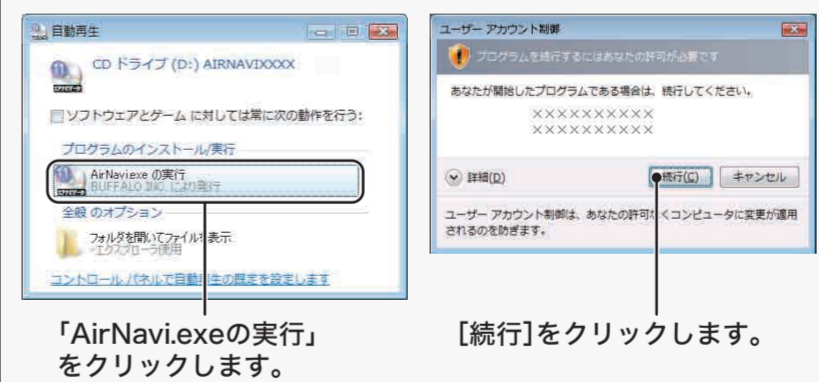 自動再生
CD ドライブ (D:) AIRNAVIXXXX
ソフトウェアとゲーム に対しては常に次の動作を行う:
プログラムのインストール/実行
AirNavi.exe の実行
BUFFALO INC. により発行
全般 のオプション
フォルダを開いてファイルを表示
-エクスプローラ使用
コントロール パネルで自動再生の既定を設定します
「AirNavi.exeの実行」
をクリックします。
ユーザー アカウント制御
プログラムを続行するにはあなたの許可が必要です
あなたが開始したプログラムである場合は、続行してください。
××××××××××
××××××××××
詳細(D)
続行(C)
キャンセル
ユーザー アカウント制御は、あなたの許可なくコンピュータに変更が適用
されるのを防ぎます。
[続行]をクリックします。